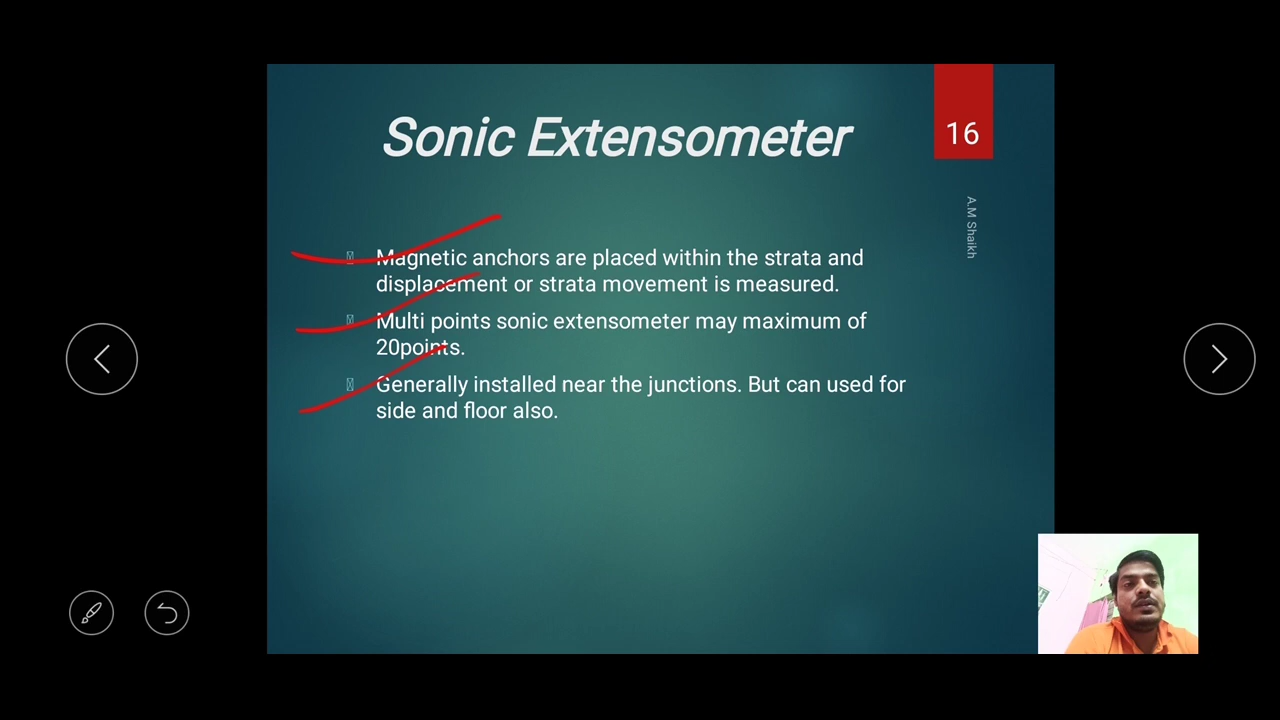 Sonic Extensometer
16
A.M Shaikh
Magnetic anchors are placed within the strata and
displacement or strata movement is measured.
Multi points sonic extensometer may maximum of
20points.
Generally installed near the junctions. But can used for
side and floor also.